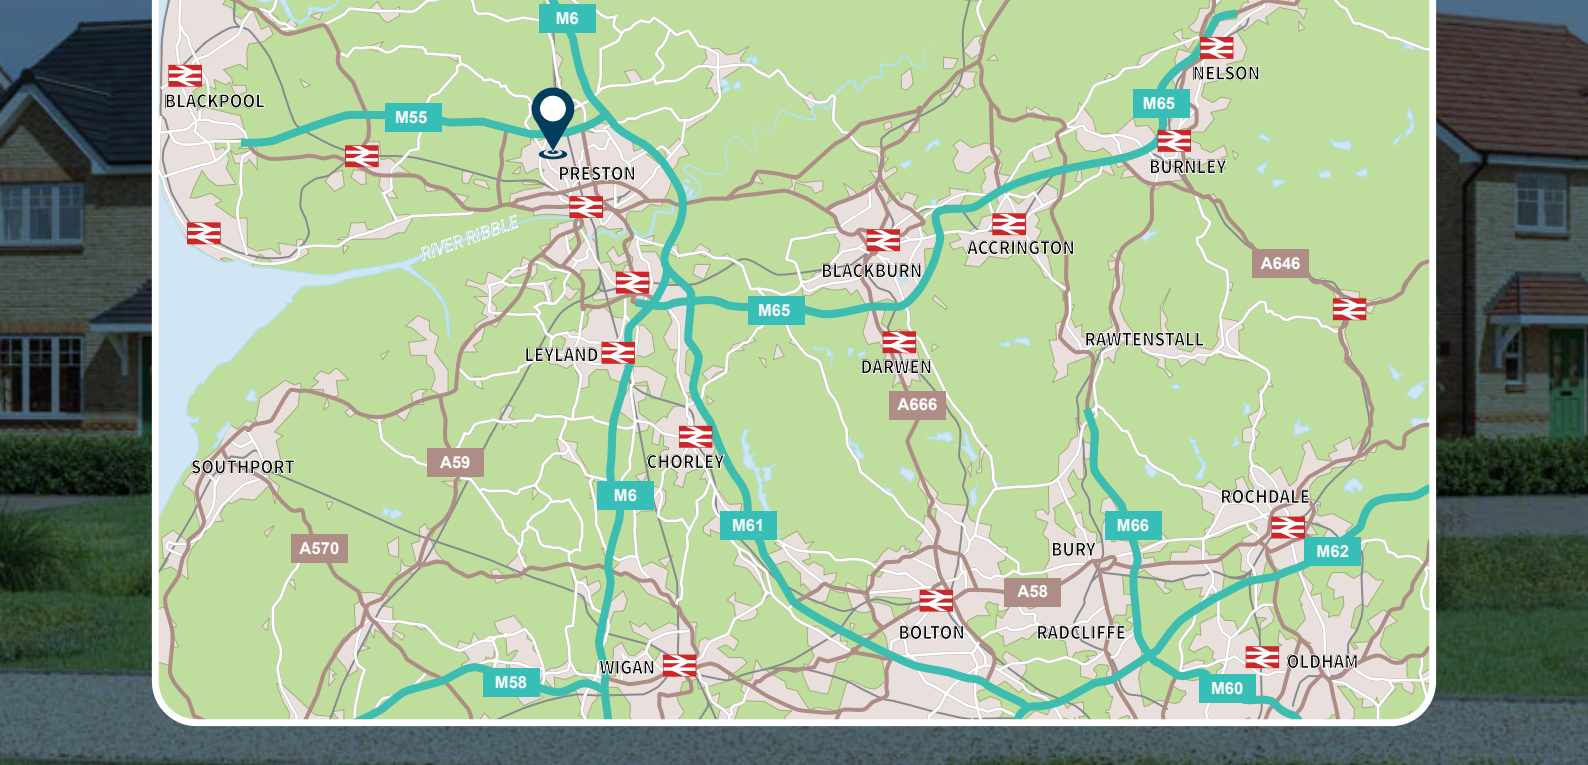 M6
NELSON
BLACKPOOL
M65
M55
BURNLEY
PRESTON
RIVER RIBBLE
ACCRINGTON
A646
BLACKBURN
M65
RAWTENSTALL
LEYLAND
DARWEN
A666
CHORLEY
A59
SOUTHPORT
M6
ROCHDALE
M61
M66
A570
BURY
M62
A58
BOLTON
RADCLIFFE
WIGAN
OLDHAM
M58
M60